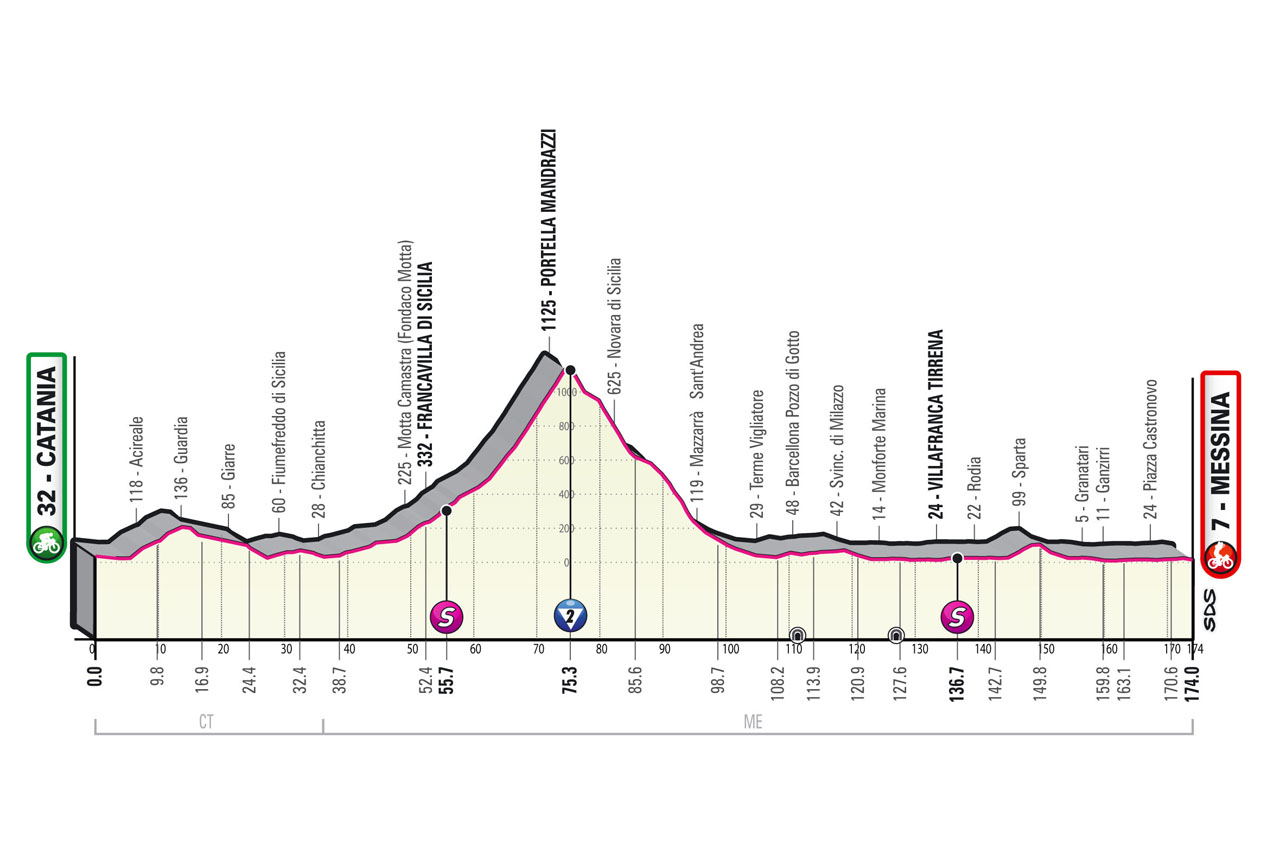 32 - CATANIA
118 - Acireale
136 - Guardia
85 - Giarre
60 - Fiumefreddo di Sicilia
28 - Chianchitta
225 - Motta Camastra (Fondaco Motta)
332 - FRANCAVILLA DI SICILIA
1125 - PORTELLA MANDRAZZI
625 - Novara di Sicilia
119 - Mazzarrà Sant'Andrea
29 - Terme Vigliatore
48 - Barcellona Pozzo di Gotto
42 - Svinc. di Milazzo
14 - Monforte Marina
24 - VILLAFRANCA TIRRENA
22 - Rodia
99 - Sparta
5 - Granatari
11 - Ganzirri
24 - Piazza Castronovo
7 - MESSINA
1000
800
600
400
200
0
S
2
S
SDS
0 10 20 30 40 50 60 70 80 90 100 110 120 130 140 150 160 170 174
0.0 9.8 16.9 24.4 32.4 38.7 52.4 55.7 75.3 85.6 98.7 108.2 113.9 120.9 127.6 136.7 142.7 149.8 159.8 163.1 170.6 174.0
CT
ME